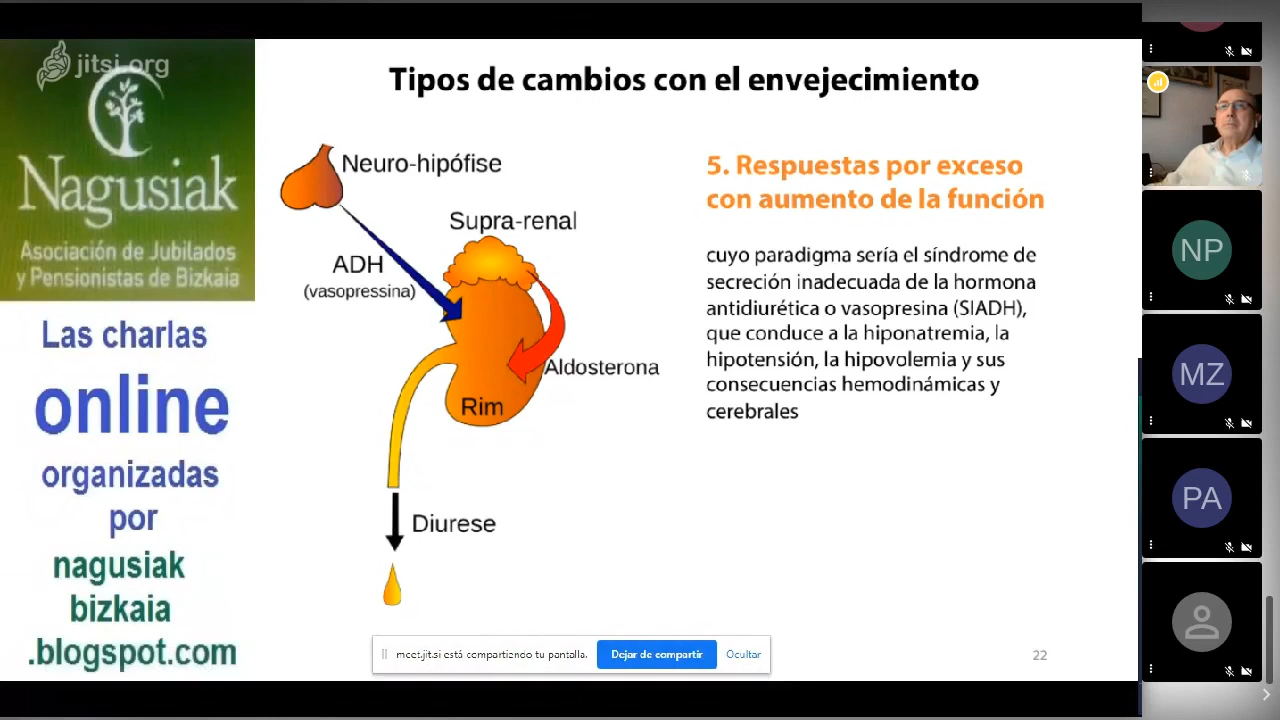 jitsi.org
Nagusiak
Asociación de Jubilados
y Pensionistas de Bizkaia
Las charlas
online
organizadas
por
nagusiak
bizkaia
.blogspot.com
Tipos de cambios con el envejecimiento
Neuro-hipófise
Supra-renal
ADH
(vasopressina)
Aldosterona
Rim
Diurese
5. Respuestas por exceso
con aumento de la función
cuyo paradigma sería el síndrome de
secreción inadecuada de la hormona
antidiurética o vasopresina (SIADH),
que conduce a la hiponatremia, la
hipotensión, la hipovolemia y sus
consecuencias hemodinámicas y
cerebrales
meet.jit.si está compartiendo tu pantalla.
Dejar de compartir
Ocultar
22
NP
MZ
PA